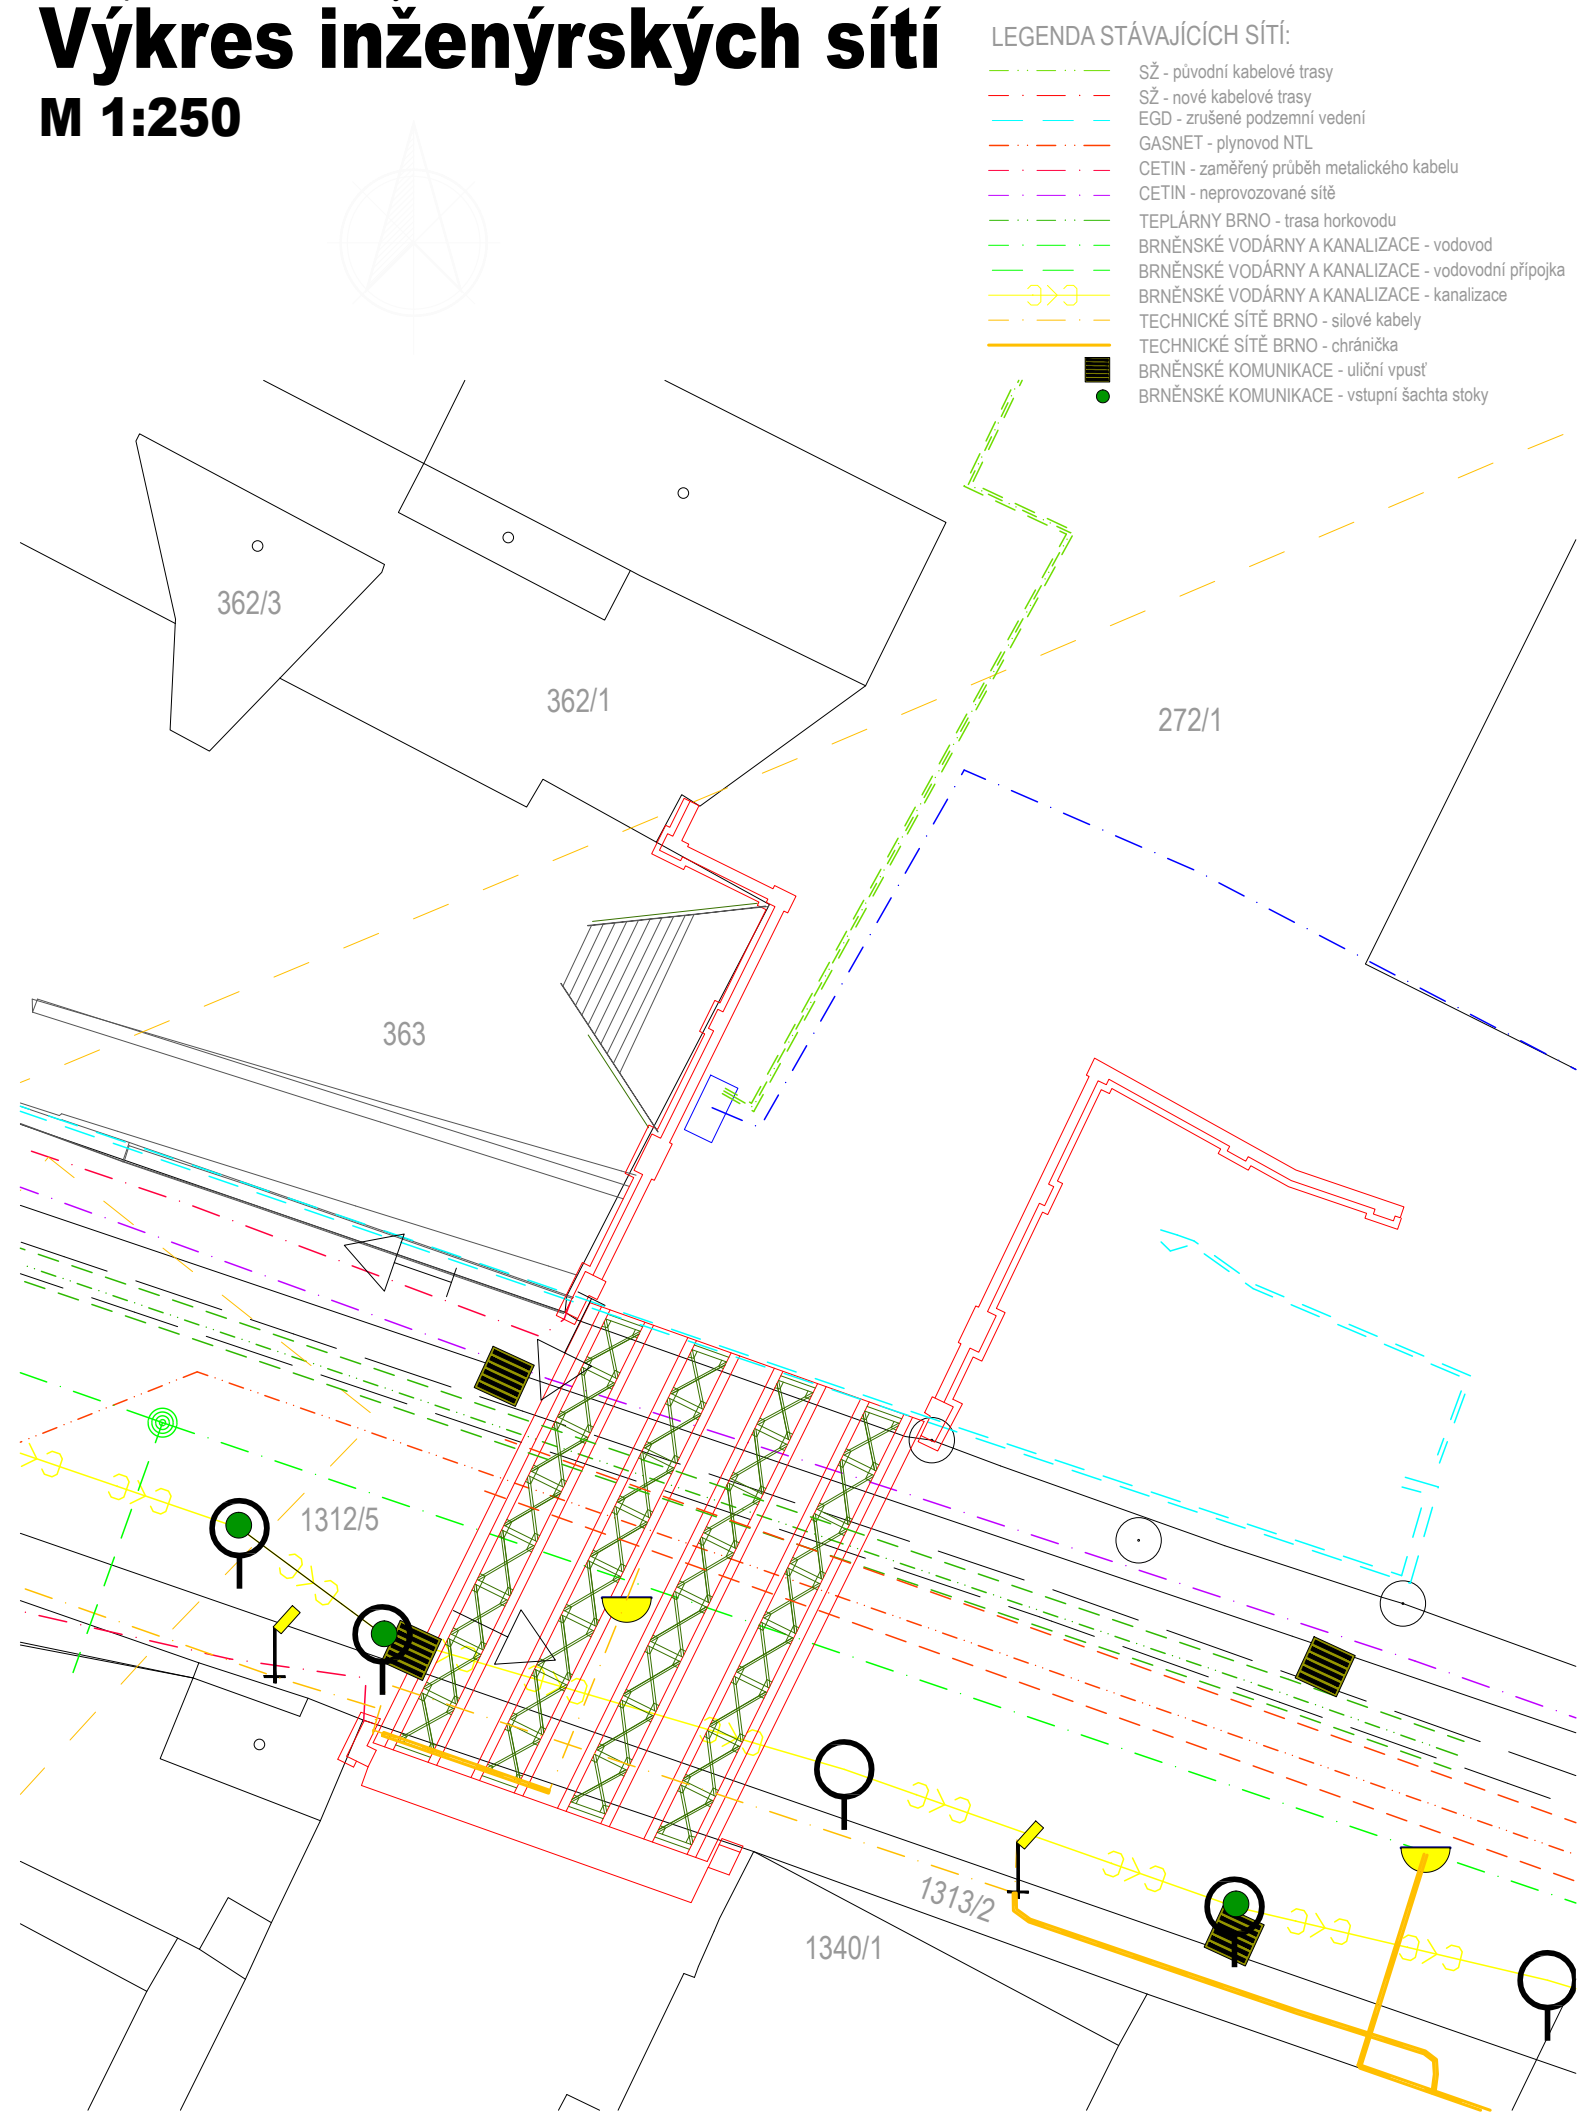 Výkres inženýrských sítí
M 1:250
LEGENDA STÁVAJÍCÍCH SÍTÍ:
SŽ - původní kabelové trasy
SŽ - nové kabelové trasy
EGD - zrušené podzemní vedení
GASNET - plynovod NTL
CETIN - zaměřený průběh metalického kabelu
CETIN - neprovozované sítě
TEPLÁRNY BRNO - trasa horkovodu
BRNĚNSKÉ VODÁRNY A KANALIZACE - vodovod
BRNĚNSKÉ VODÁRNY A KANALIZACE - vodovodní přípojka
BRNĚNSKÉ VODÁRNY A KANALIZACE - kanalizace
TECHNICKÉ SÍTĚ BRNO - silové kabely
TECHNICKÉ SÍTĚ BRNO - chránička
BRNĚNSKÉ KOMUNIKACE - uliční vpusť
BRNĚNSKÉ KOMUNIKACE - vstupní šachta stoky
362/3
362/1
272/1
363
1312/5
1313/2
1340/1